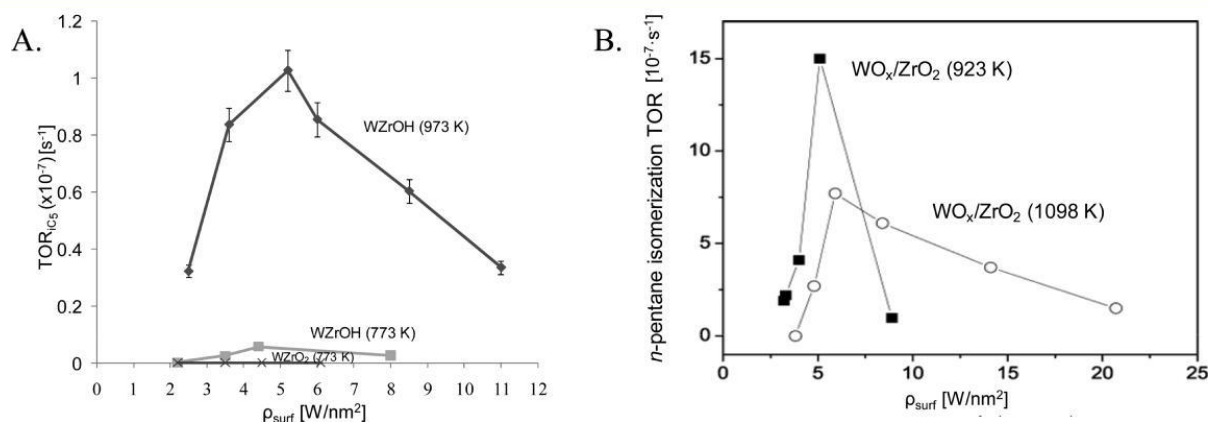 A.
TOR_iC5 (x10^-7) [s^-1]
1.2
1
0.8
0.6
0.4
0.2
0
WZrOH (973 K)
WZrOH (773 K)
WZrO₂ (773 K)
0 1 2 3 4 5 6 7 8 9 10 11 12
ρ_surf [W/nm²]
B.
n-pentane isomerization TOR [10^-7·s^-1]
15
10
5
0
WOₓ/ZrO₂ (923 K)
WOₓ/ZrO₂ (1098 K)
0 5 10 15 20 25
ρ_surf [W/nm²]